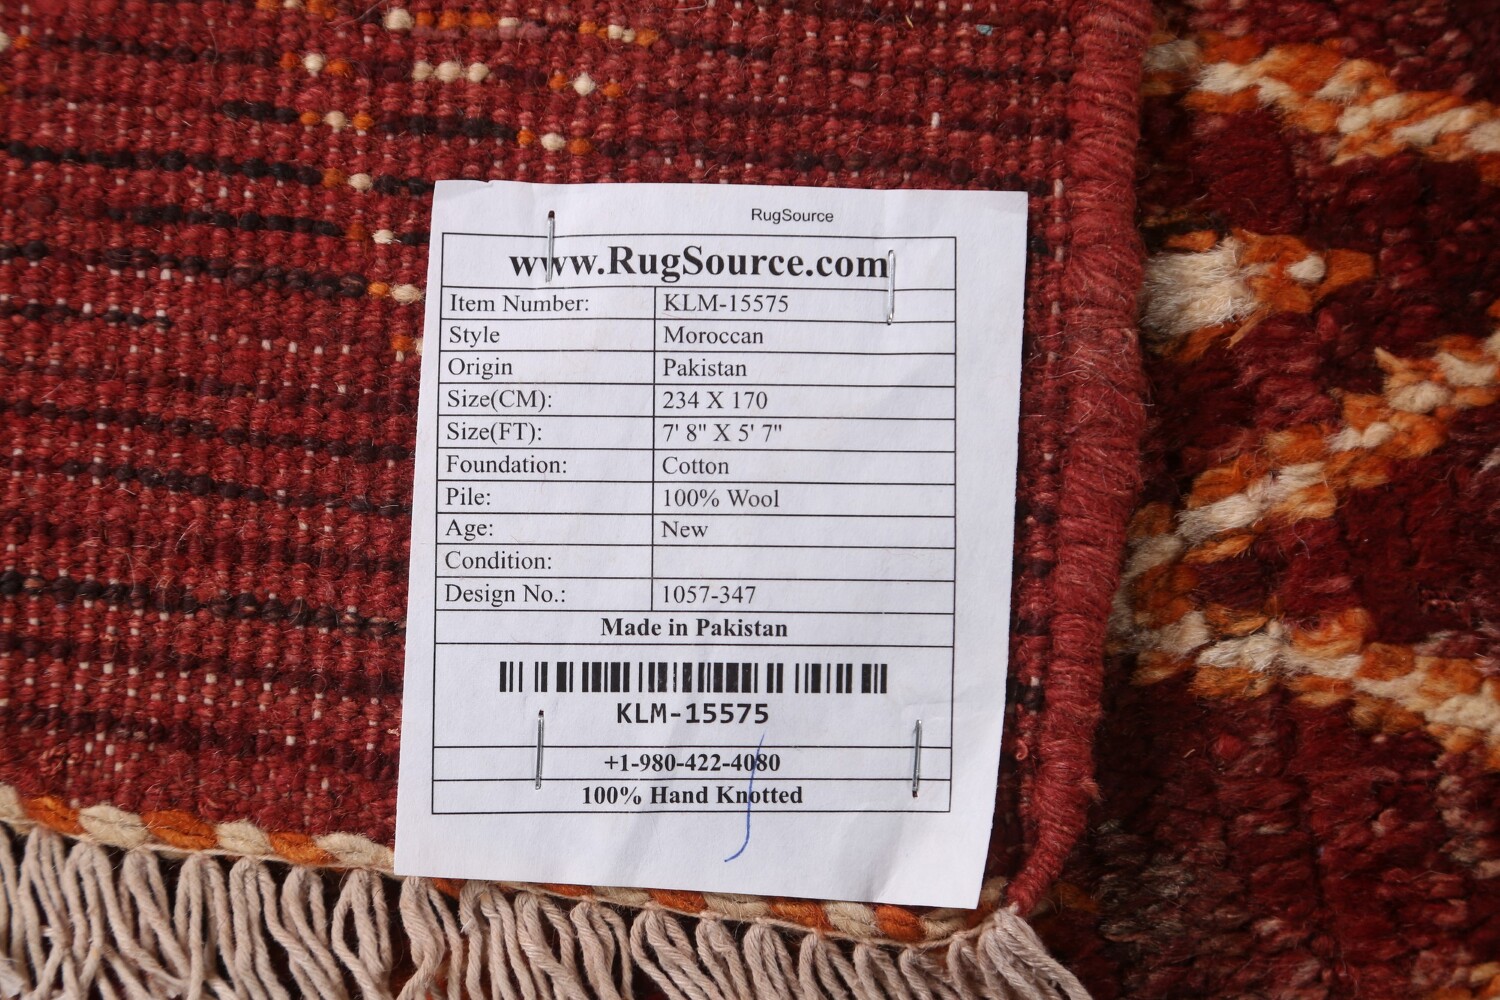 RugSource
www.RugSource.com
Item Number: KLM-15575
Style Moroccan
Origin Pakistan
Size(CM): 234 X 170
Size(FT): 7' 8" X 5' 7"
Foundation: Cotton
Pile: 100% Wool
Age: New
Condition:
Design No.: 1057-347
Made in Pakistan
KLM-15575
+1-980-422-4080
100% Hand Knotted